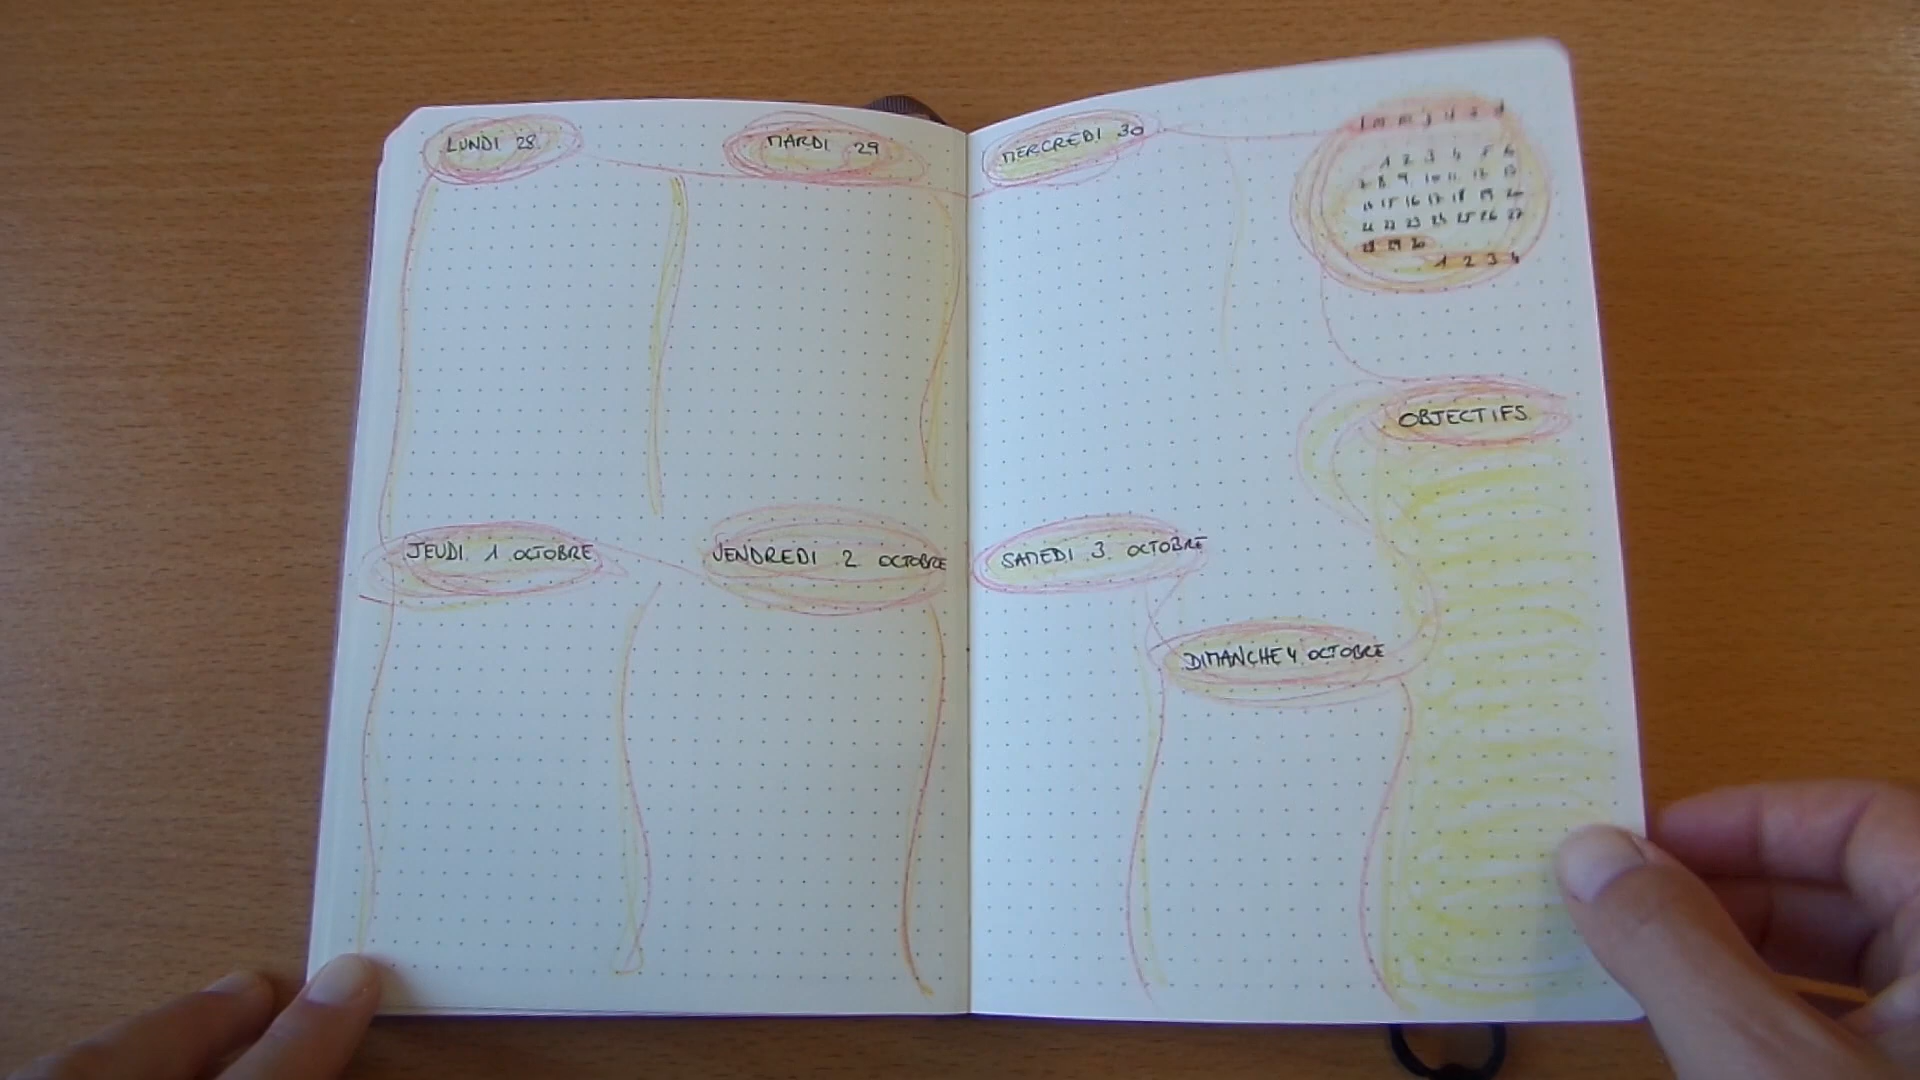 LUNDI 28
MARDI 29
MERCREDI 30
l m m j v s d
1 2 3 4 5 6
7 8 9 10 11 12 13
14 15 16 17 18 19 20
21 22 23 24 25 26 27
28 29 30
1 2 3 4
OBJECTIFS
JEUDI 1 OCTOBRE
VENDREDI 2 OCTOBRE
SAMEDI 3 OCTOBRE
DIMANCHE 4 OCTOBRE